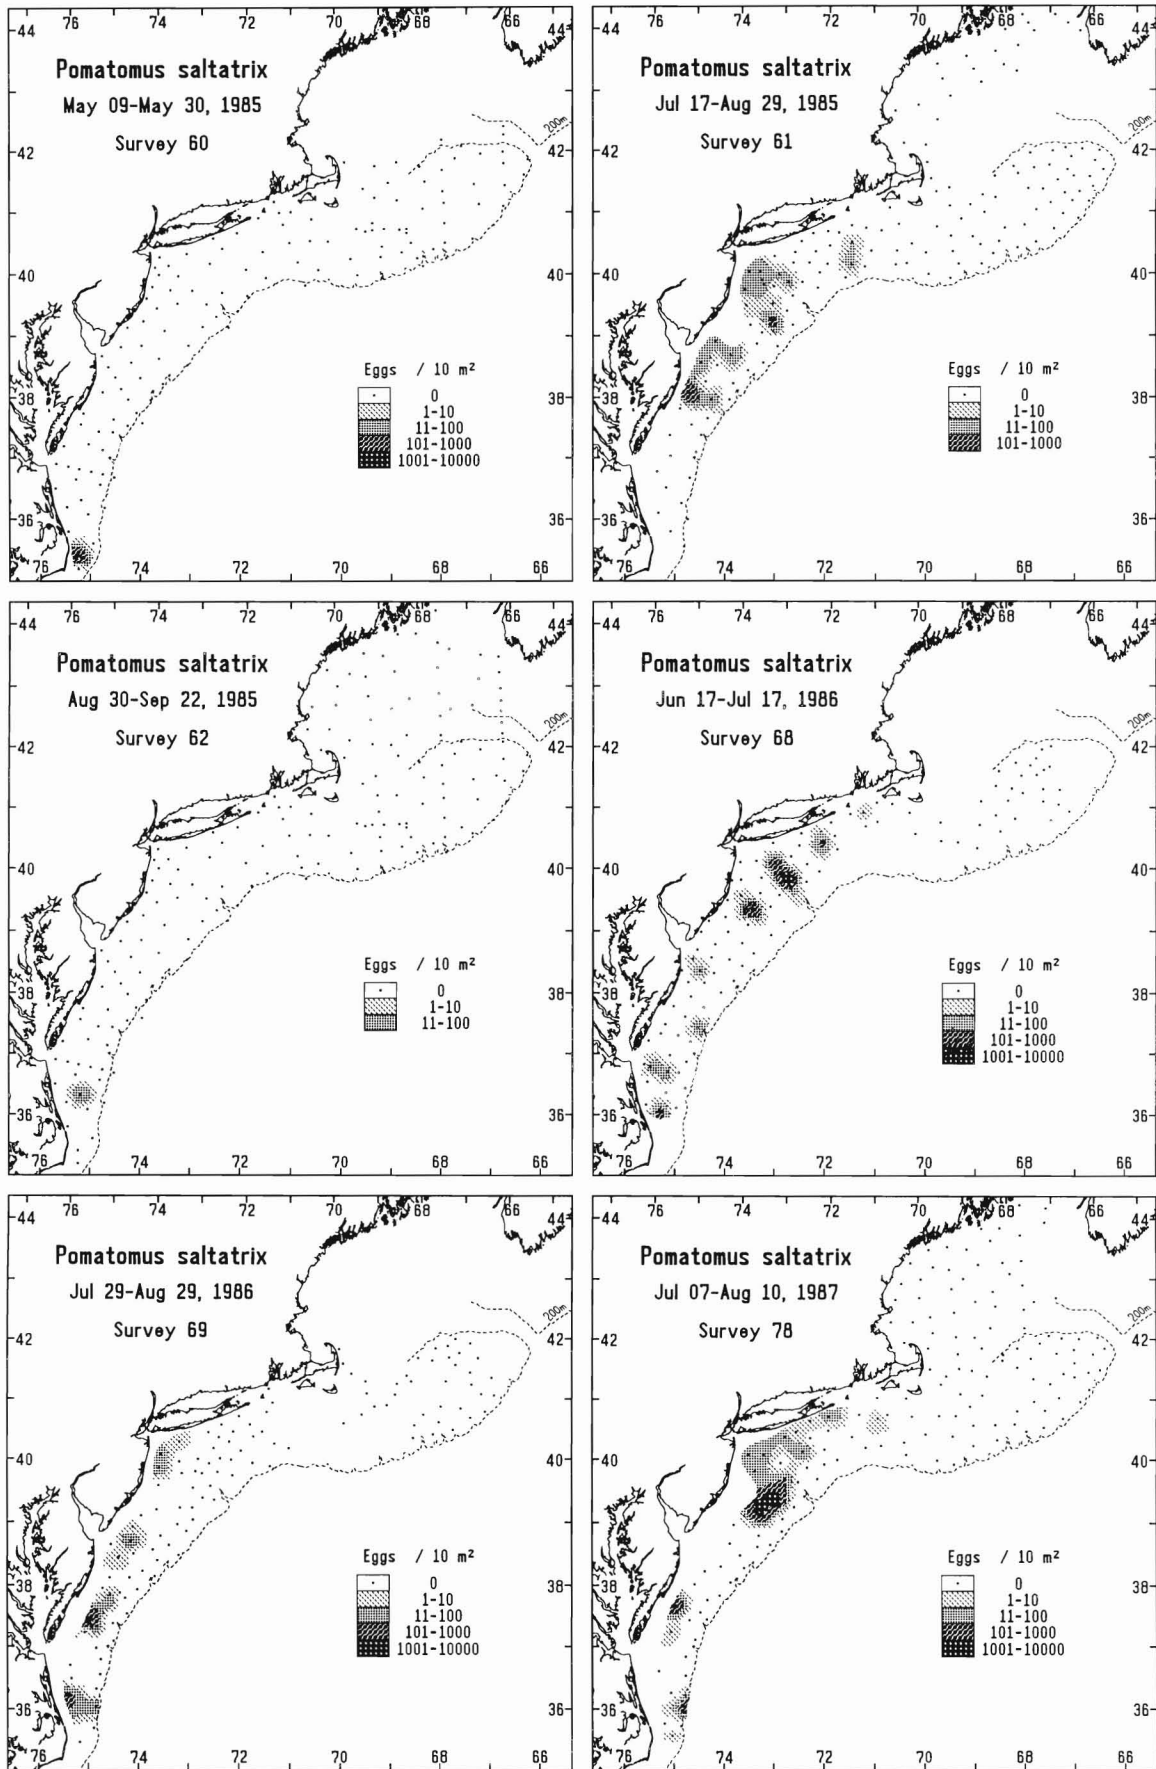 76 74 72 70 68 66
44 44
Pomatomus saltatrix
May 09-May 30, 1985
Survey 60
200m
42 42
40 40
38 38
36 36
Eggs / 10 m²
0
1-10
11-100
101-1000
1001-10000
76 74 72 70 68 66
76 74 72 70 68 66
44 44
Pomatomus saltatrix
Jul 17-Aug 29, 1985
Survey 61
200m
42 42
40 40
38 38
36 36
Eggs / 10 m²
0
1-10
11-100
101-1000
76 74 72 70 68 66
76 74 72 70 68 66
44 44
Pomatomus saltatrix
Aug 30-Sep 22, 1985
Survey 62
200m
42 42
40 40
38 38
36 36
Eggs / 10 m²
0
1-10
11-100
76 74 72 70 68 66
76 74 72 70 68 66
44 44
Pomatomus saltatrix
Jun 17-Jul 17, 1986
Survey 68
200m
42 42
40 40
38 38
36 36
Eggs / 10 m²
0
1-10
11-100
101-1000
1001-10000
76 74 72 70 68 66
76 74 72 70 68 66
44 44
Pomatomus saltatrix
Jul 29-Aug 29, 1986
Survey 69
200m
42 42
40 40
38 38
36 36
Eggs / 10 m²
0
1-10
11-100
101-1000
1001-10000
76 74 72 70 68 66
76 74 72 70 68 66
44 44
Pomatomus saltatrix
Jul 07-Aug 10, 1987
Survey 78
200m
42 42
40 40
38 38
36 36
Eggs / 10 m²
0
1-10
11-100
101-1000
1001-10000
76 74 72 70 68 66